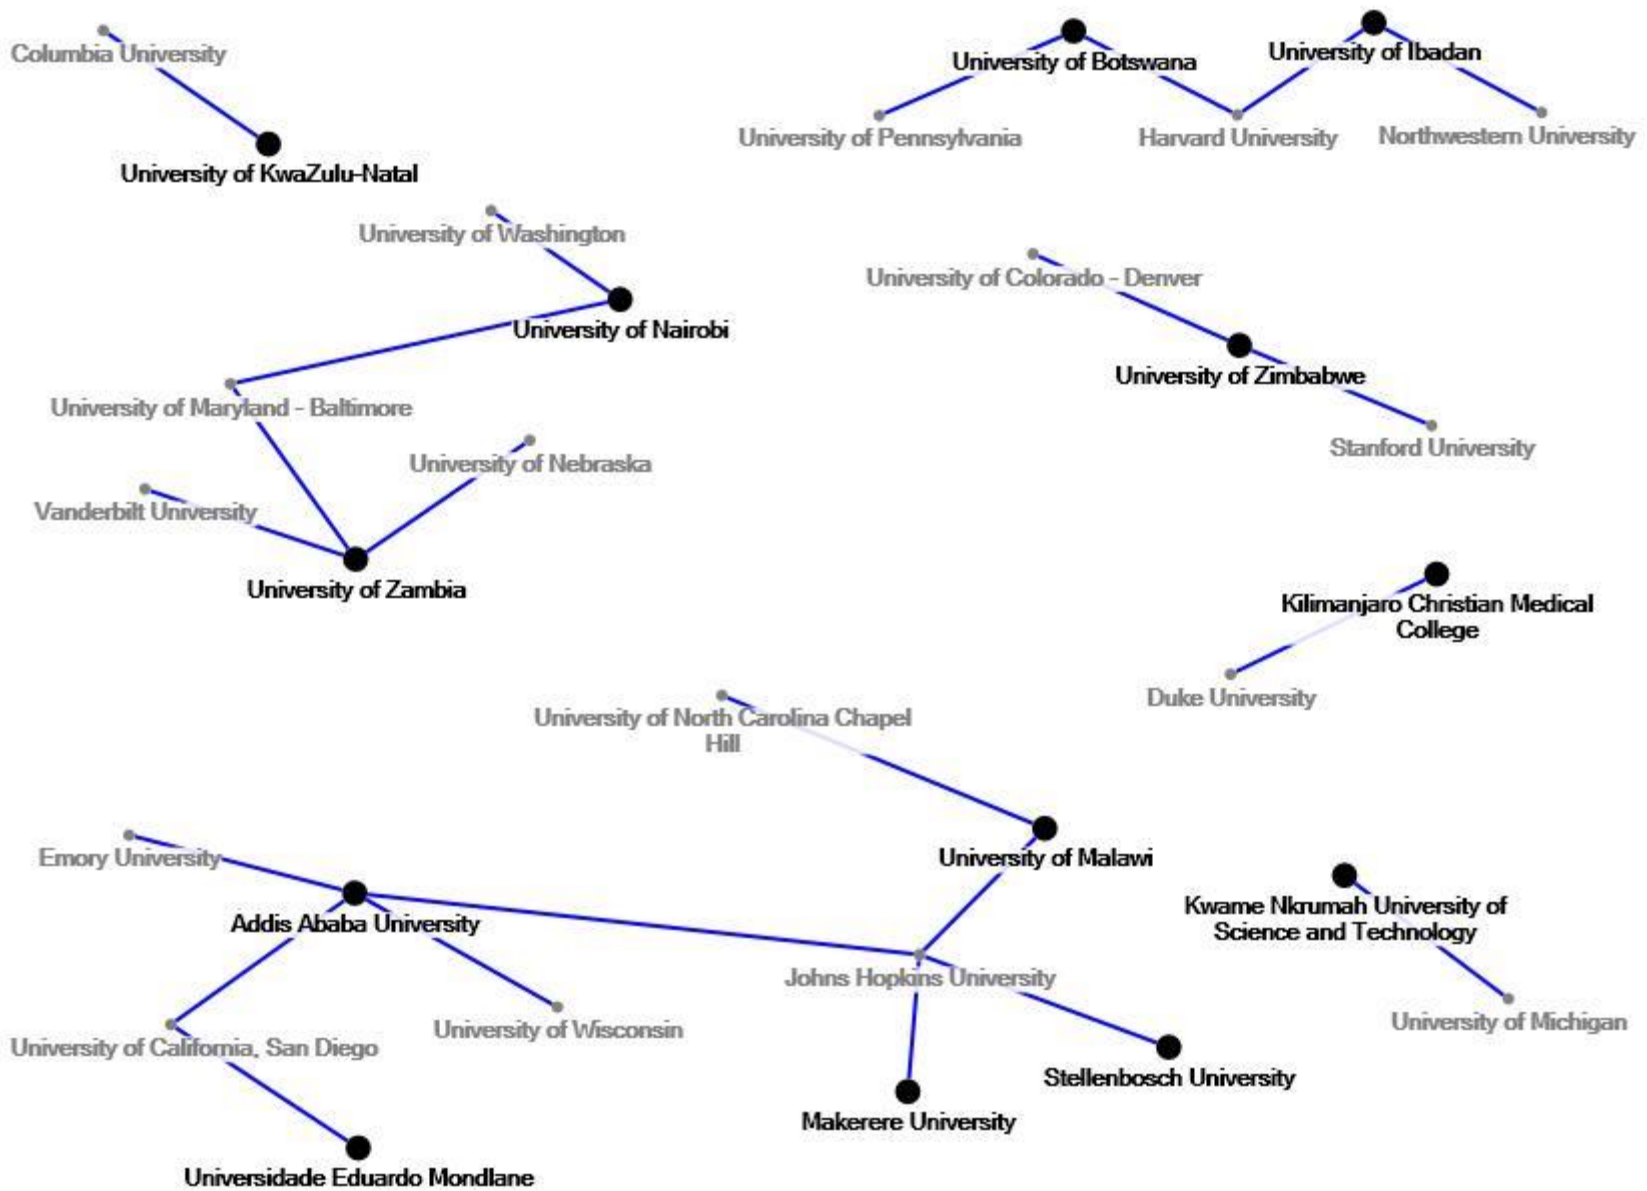 Columbia University
University of KwaZulu-Natal
University of Botswana
University of Ibadan
University of Pennsylvania
Harvard University
Northwestern University
University of Washington
University of Nairobi
University of Maryland - Baltimore
University of Nebraska
Vanderbilt University
University of Zambia
University of Colorado - Denver
University of Zimbabwe
Stanford University
Kilimanjaro Christian Medical
College
Duke University
University of North Carolina Chapel
Hill
University of Malawi
Emory University
Addis Ababa University
Johns Hopkins University
University of Wisconsin
University of California, San Diego
Stellenbosch University
Makerere University
Universidade Eduardo Mondlane
Kwame Nkrumah University of
Science and Technology
University of Michigan